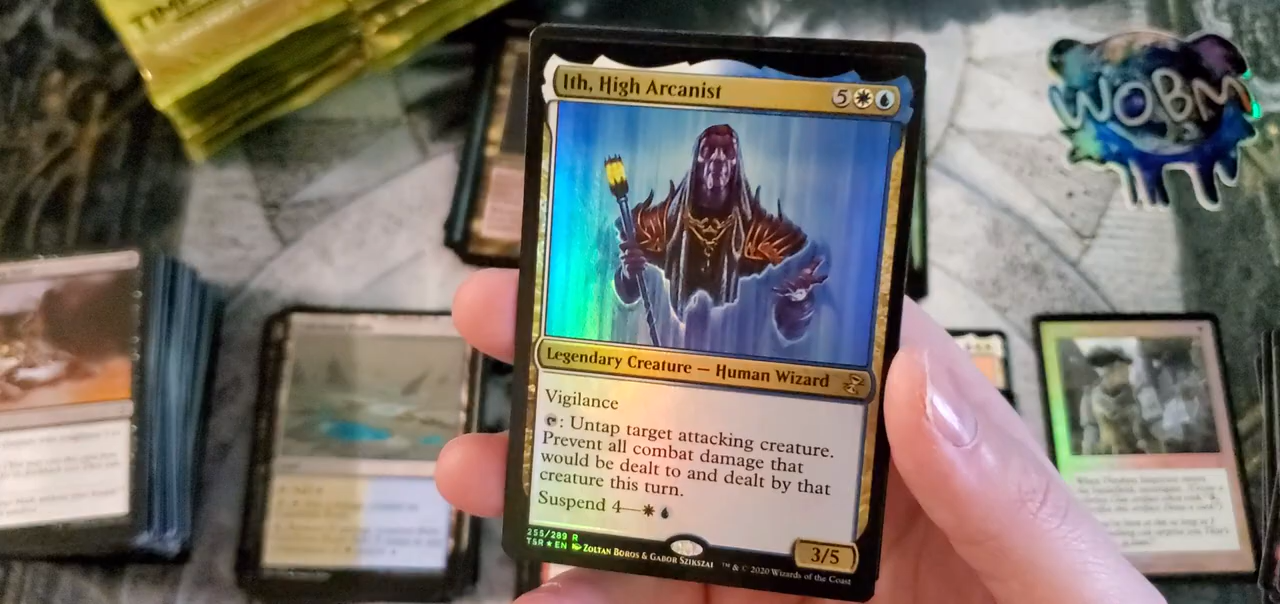 TIME
WOBM
Ith, High Arcanist
5
Legendary Creature — Human Wizard
Vigilance
: Untap target attacking creature.
Prevent all combat damage that
would be dealt to and dealt by that
creature this turn.
Suspend 4—
255/289 R
TSR ★ EN Zoltan Boros & Gabor Szikszai
™ & © 2020 Wizards of the Coast
3/5